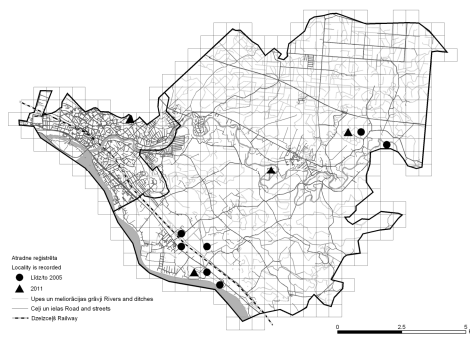 Atradne reģistrēta
Locality is recorded
Līdz/to 2005
2011
Upes un meliorācijas grāvji Rivers and ditches
Ceļi un ielas Road and streets
Dzelzceļš Railway
0 2.5 5